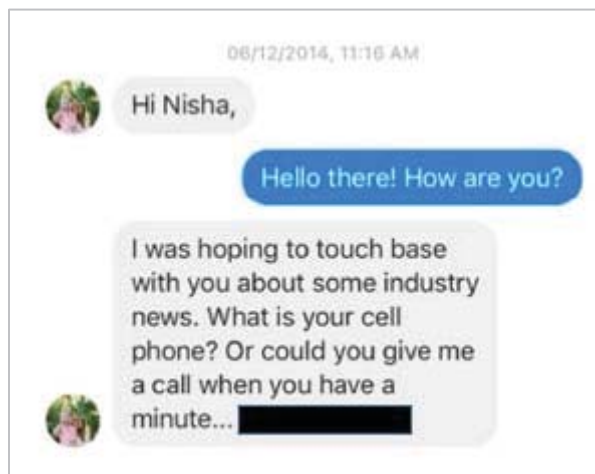 06/12/2014, 11:16 AM
Hi Nisha,
Hello there! How are you?
I was hoping to touch base
with you about some industry
news. What is your cell
phone? Or could you give me
a call when you have a
minute...